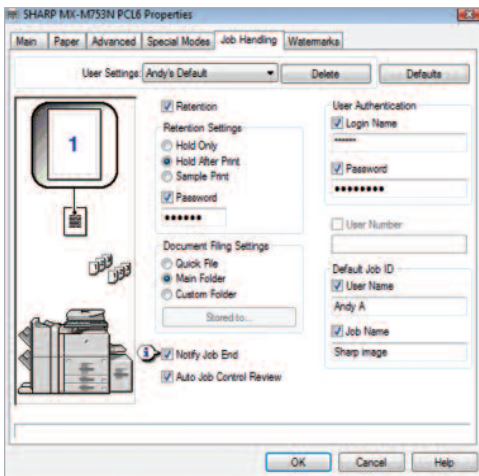 SHARP MX-M753N PCL6 Properties
Main Paper Advanced Special Modes Job Handling Watermarks
User Settings: Andy's Default Delete Defaults
1
Retention
Retention Settings
Hold Only
Hold After Print
Sample Print
Password
••••••
Document Filing Settings
Quick File
Main Folder
Custom Folder
Stored to...
Notify Job End
Auto Job Control Review
User Authentication
Login Name
******
Password
••••••••
User Number
Default Job ID
User Name
Andy A
Job Name
Sharp image
OK Cancel Help